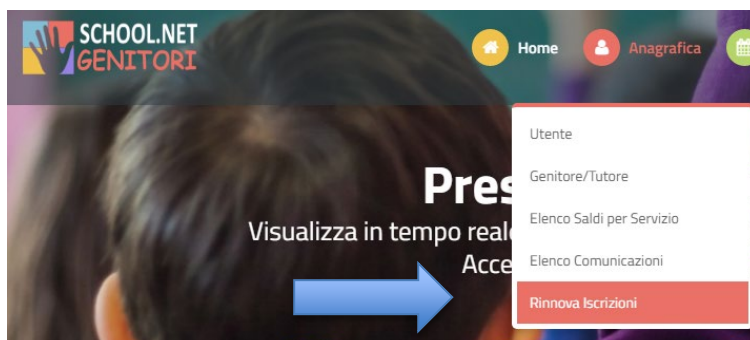 SCHOOL.NET
GENITORI
Home
Anagrafica
Utente
Genitore/Tutore
Elenco Saldi per Servizio
Elenco Comunicazioni
Rinnova Iscrizioni
Pres
Visualizza in tempo reale
Acce